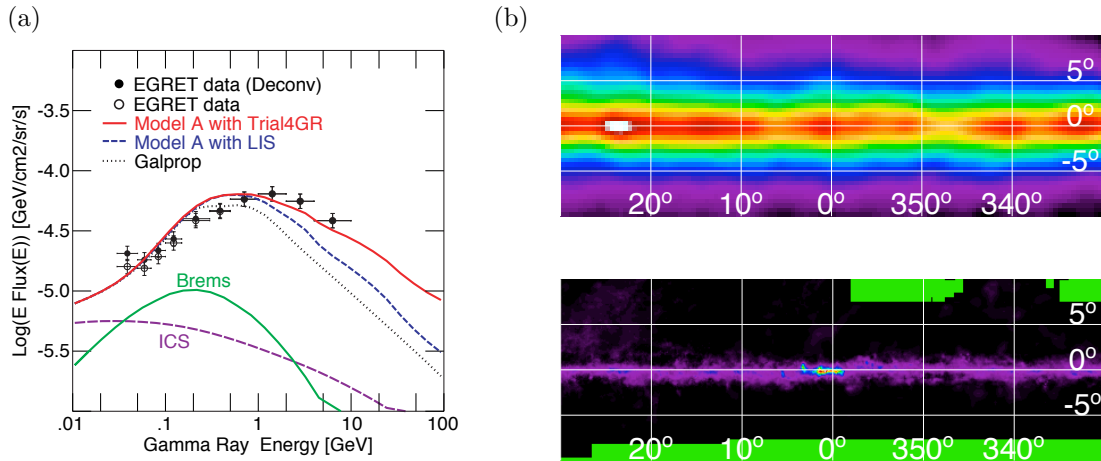 (a)
EGRET data (Deconv)
EGRET data
Model A with Trial4GR
Model A with LIS
Galprop
Log(E Flux(E)) [GeV/cm2/sr/s]
-3.5
-4.0
-4.5
-5.0
-5.5
Brems
ICS
.01 .1 1 10 100
Gamma Ray Energy [GeV]
(b)
5º
0º
-5º
20º 10º 0º 350º 340º
5º
0º
-5º
20º 10º 0º 350º 340º